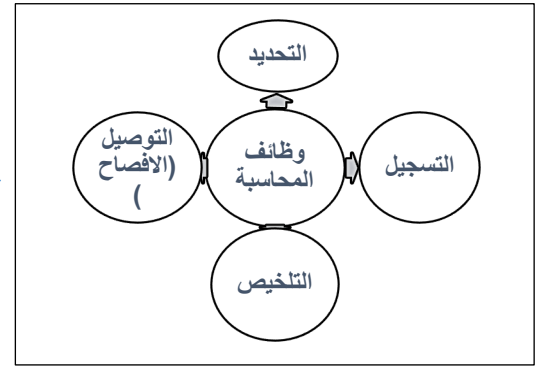 التحديد
التوصيل
(الافصاح
)
وظائف
المحاسبة
التسجيل
التلخيص